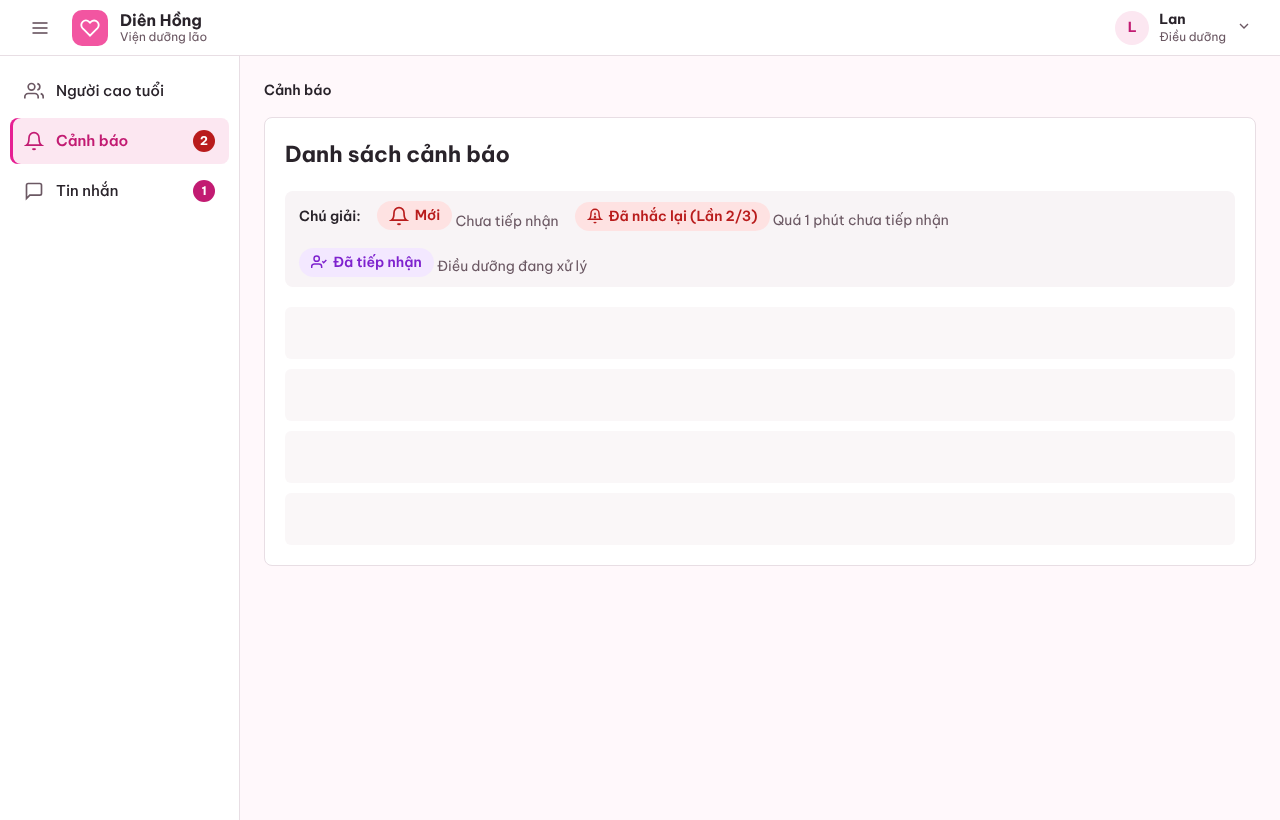 Diên Hồng
Viện dưỡng lão
L
Lan
Điều dưỡng
Người cao tuổi
Cảnh báo
2
Tin nhắn
1
Cảnh báo
Danh sách cảnh báo
Chú giải: Mới Chưa tiếp nhận Đã nhắc lại (Lần 2/3) Quá 1 phút chưa tiếp nhận
Đã tiếp nhận Điều dưỡng đang xử lý